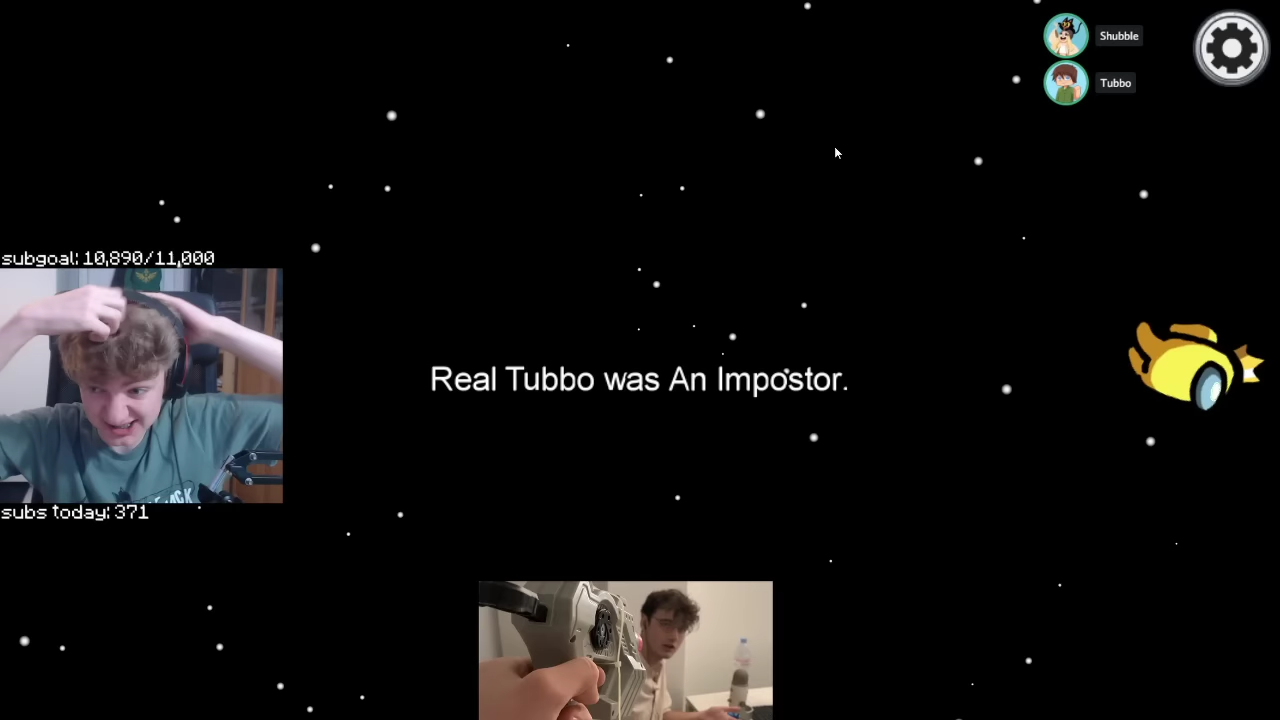 Shubble
Tubbo
subgoal: 10,890/11,000
Real Tubbo was An Impostor.
subs today: 371